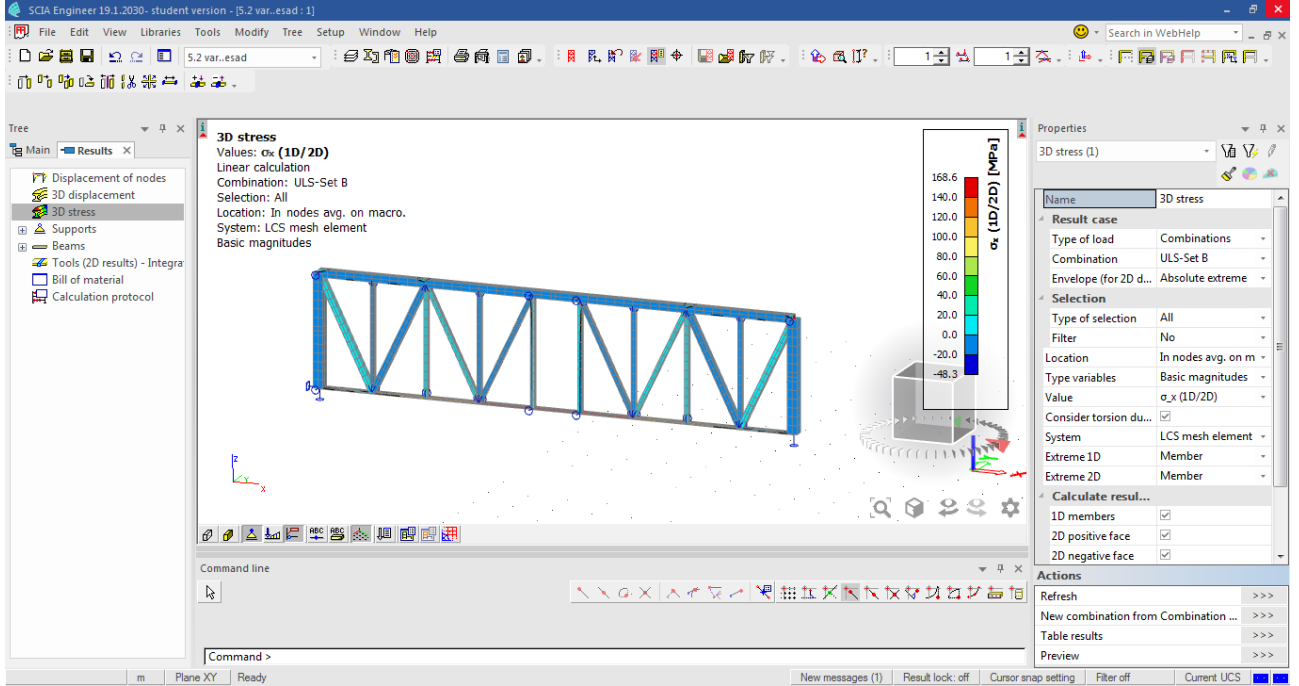 SCIA Engineer 19.1.2030- student version - [5.2 var..esad : 1]
File Edit View Libraries Tools Modify Tree Setup Window Help
Search in WebHelp
5.2 var..esad
1
1
Tree
Main
Results
Displacement of nodes
3D displacement
3D stress
Supports
Beams
Tools (2D results) - Integra
Bill of material
Calculation protocol
3D stress
Values: σx (1D/2D)
Linear calculation
Combination: ULS-Set B
Selection: All
Location: In nodes avg. on macro.
System: LCS mesh element
Basic magnitudes
σx (1D/2D) [MPa]
168.6
140.0
120.0
100.0
80.0
60.0
40.0
20.0
0.0
-20.0
-48.3
z
y
x
ABC
ABC
Command line
Command >
Properties
3D stress (1)
Name 3D stress
Result case
Type of load Combinations
Combination ULS-Set B
Envelope (for 2D d... Absolute extreme
Selection
Type of selection All
Filter No
Location In nodes avg. on m
Type variables Basic magnitudes
Value σ_x (1D/2D)
Consider torsion du...
System LCS mesh element
Extreme 1D Member
Extreme 2D Member
Calculate resul...
1D members
2D positive face
2D negative face
Actions
Refresh >>>
New combination from Combination ... >>>
Table results >>>
Preview >>>
m Plane XY Ready New messages (1) Result lock: off Cursor snap setting Filter off Current UCS